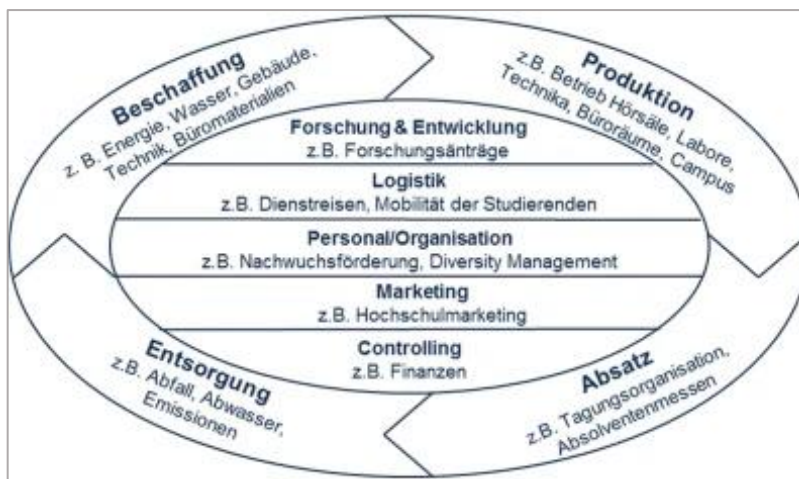 Beschaffung
z. B. Energie, Wasser, Gebäude,
Technik, Büromaterialien
Produktion
z.B. Betrieb Hörsäle, Labore,
Technika, Büroräume, Campus
Forschung & Entwicklung
z.B. Forschungsänträge
Logistik
z.B. Dienstreisen, Mobilität der Studierenden
Personal/Organisation
z.B. Nachwuchsförderung, Diversity Management
Marketing
z.B. Hochschulmarketing
Controlling
z.B. Finanzen
Entsorgung
z.B. Abfall, Abwasser,
Emissionen
Absatz
z.B. Tagungsorganisation,
Absolventenmessen